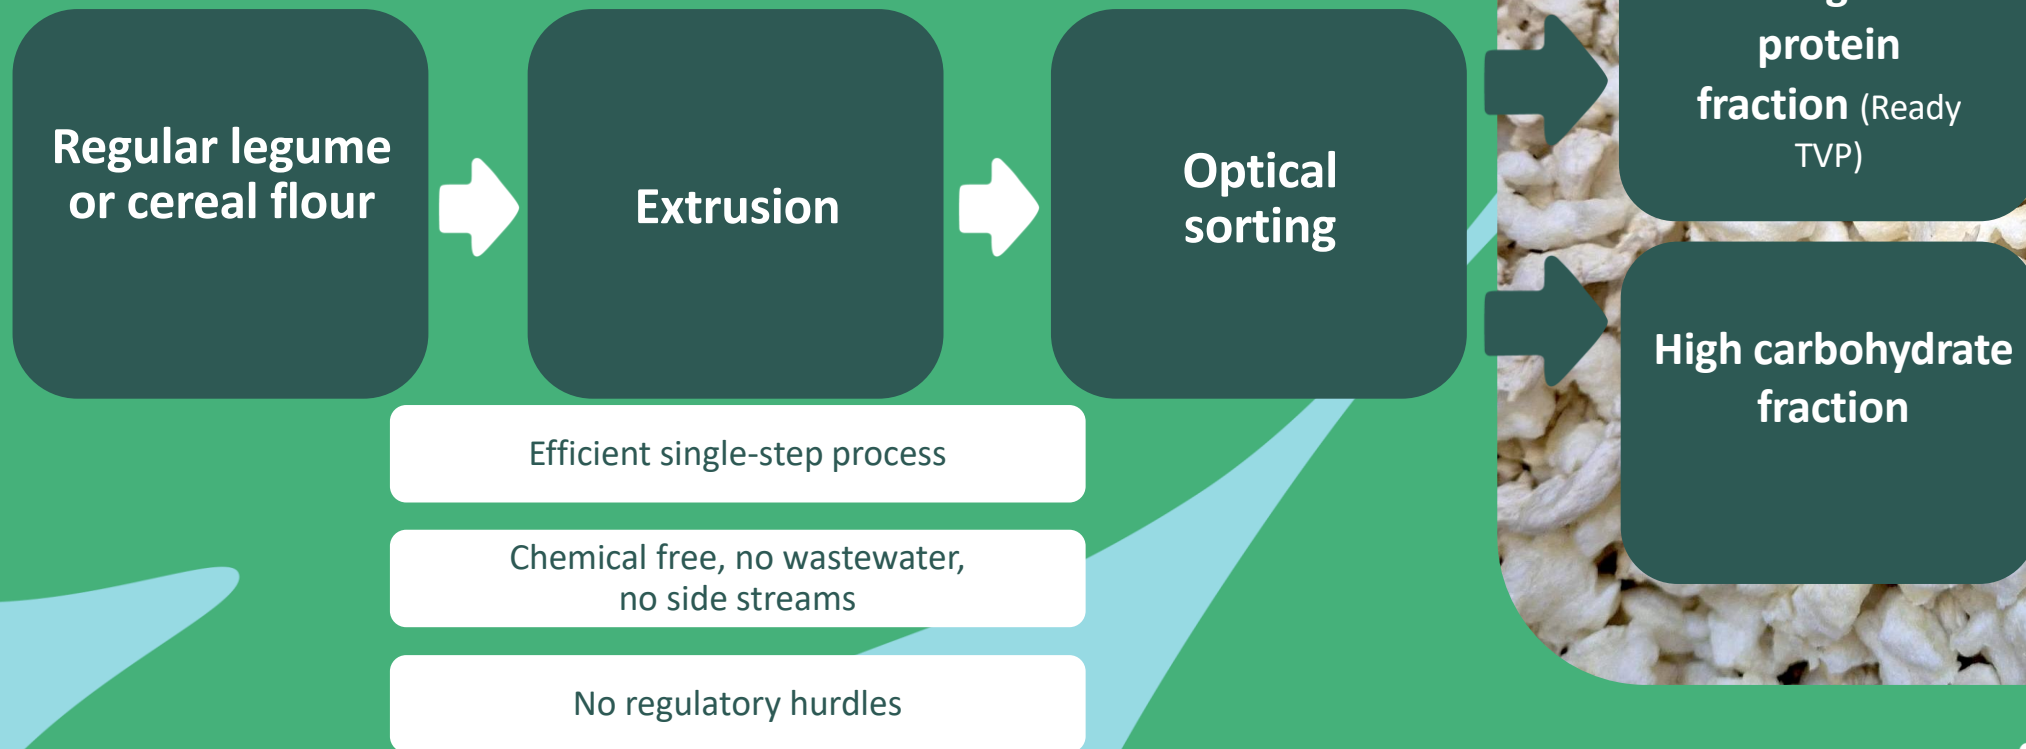 Regular legume
or cereal flour
Extrusion
Optical
sorting
protein
fraction (Ready
TVP)
High carbohydrate
fraction
Efficient single-step process
Chemical free, no wastewater,
no side streams
No regulatory hurdles